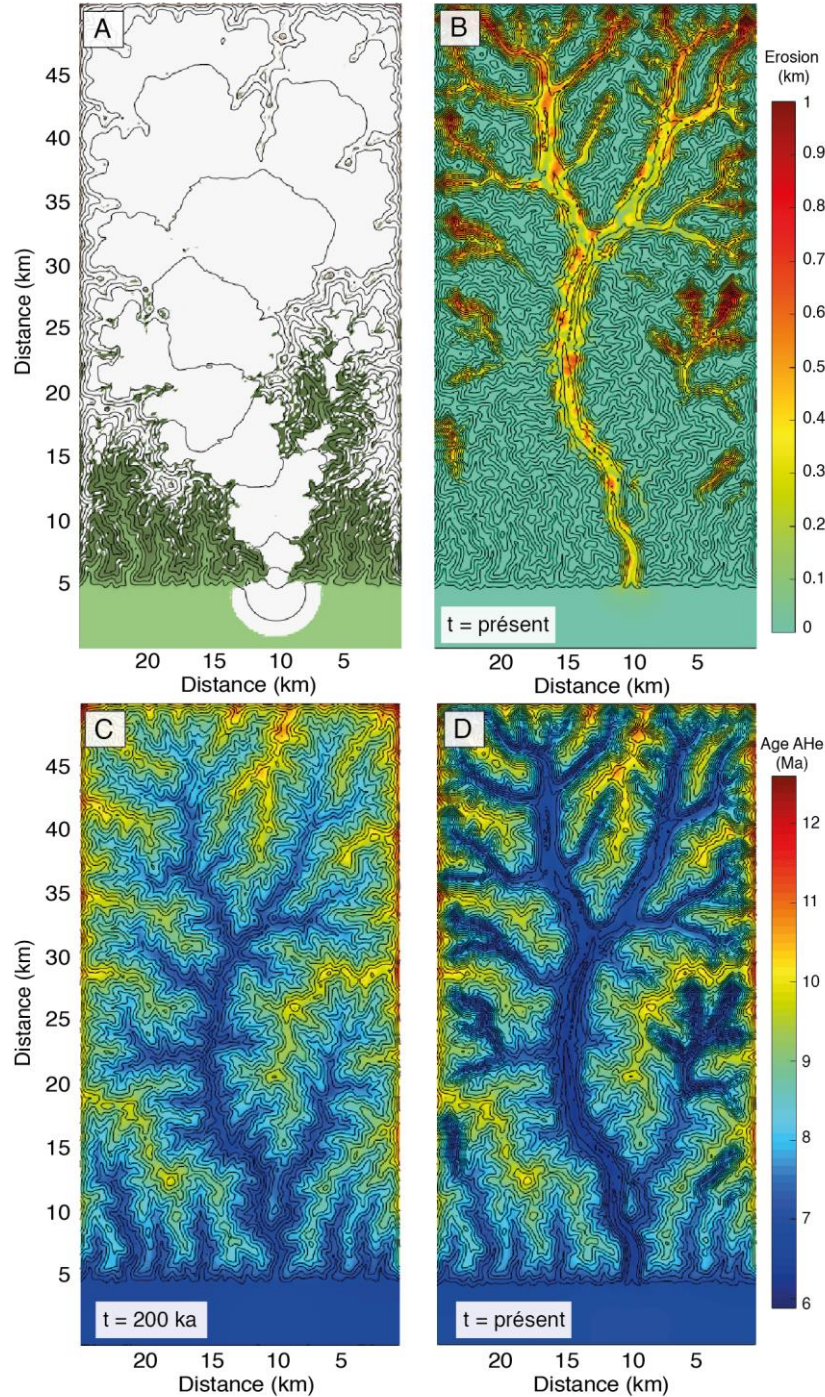 A
B
Erosion
(km)
45
40
35
30
25
20
15
10
5
Distance (km)
1
0.9
0.8
0.7
0.6
0.5
0.4
0.3
0.2
0.1
0
t = présent
20 15 10 5
Distance (km)
20 15 10 5
Distance (km)
C
D
Age AHe
(Ma)
45
40
35
30
25
20
15
10
5
Distance (km)
12
11
10
9
8
7
6
t = 200 ka
t = présent
20 15 10 5
Distance (km)
20 15 10 5
Distance (km)